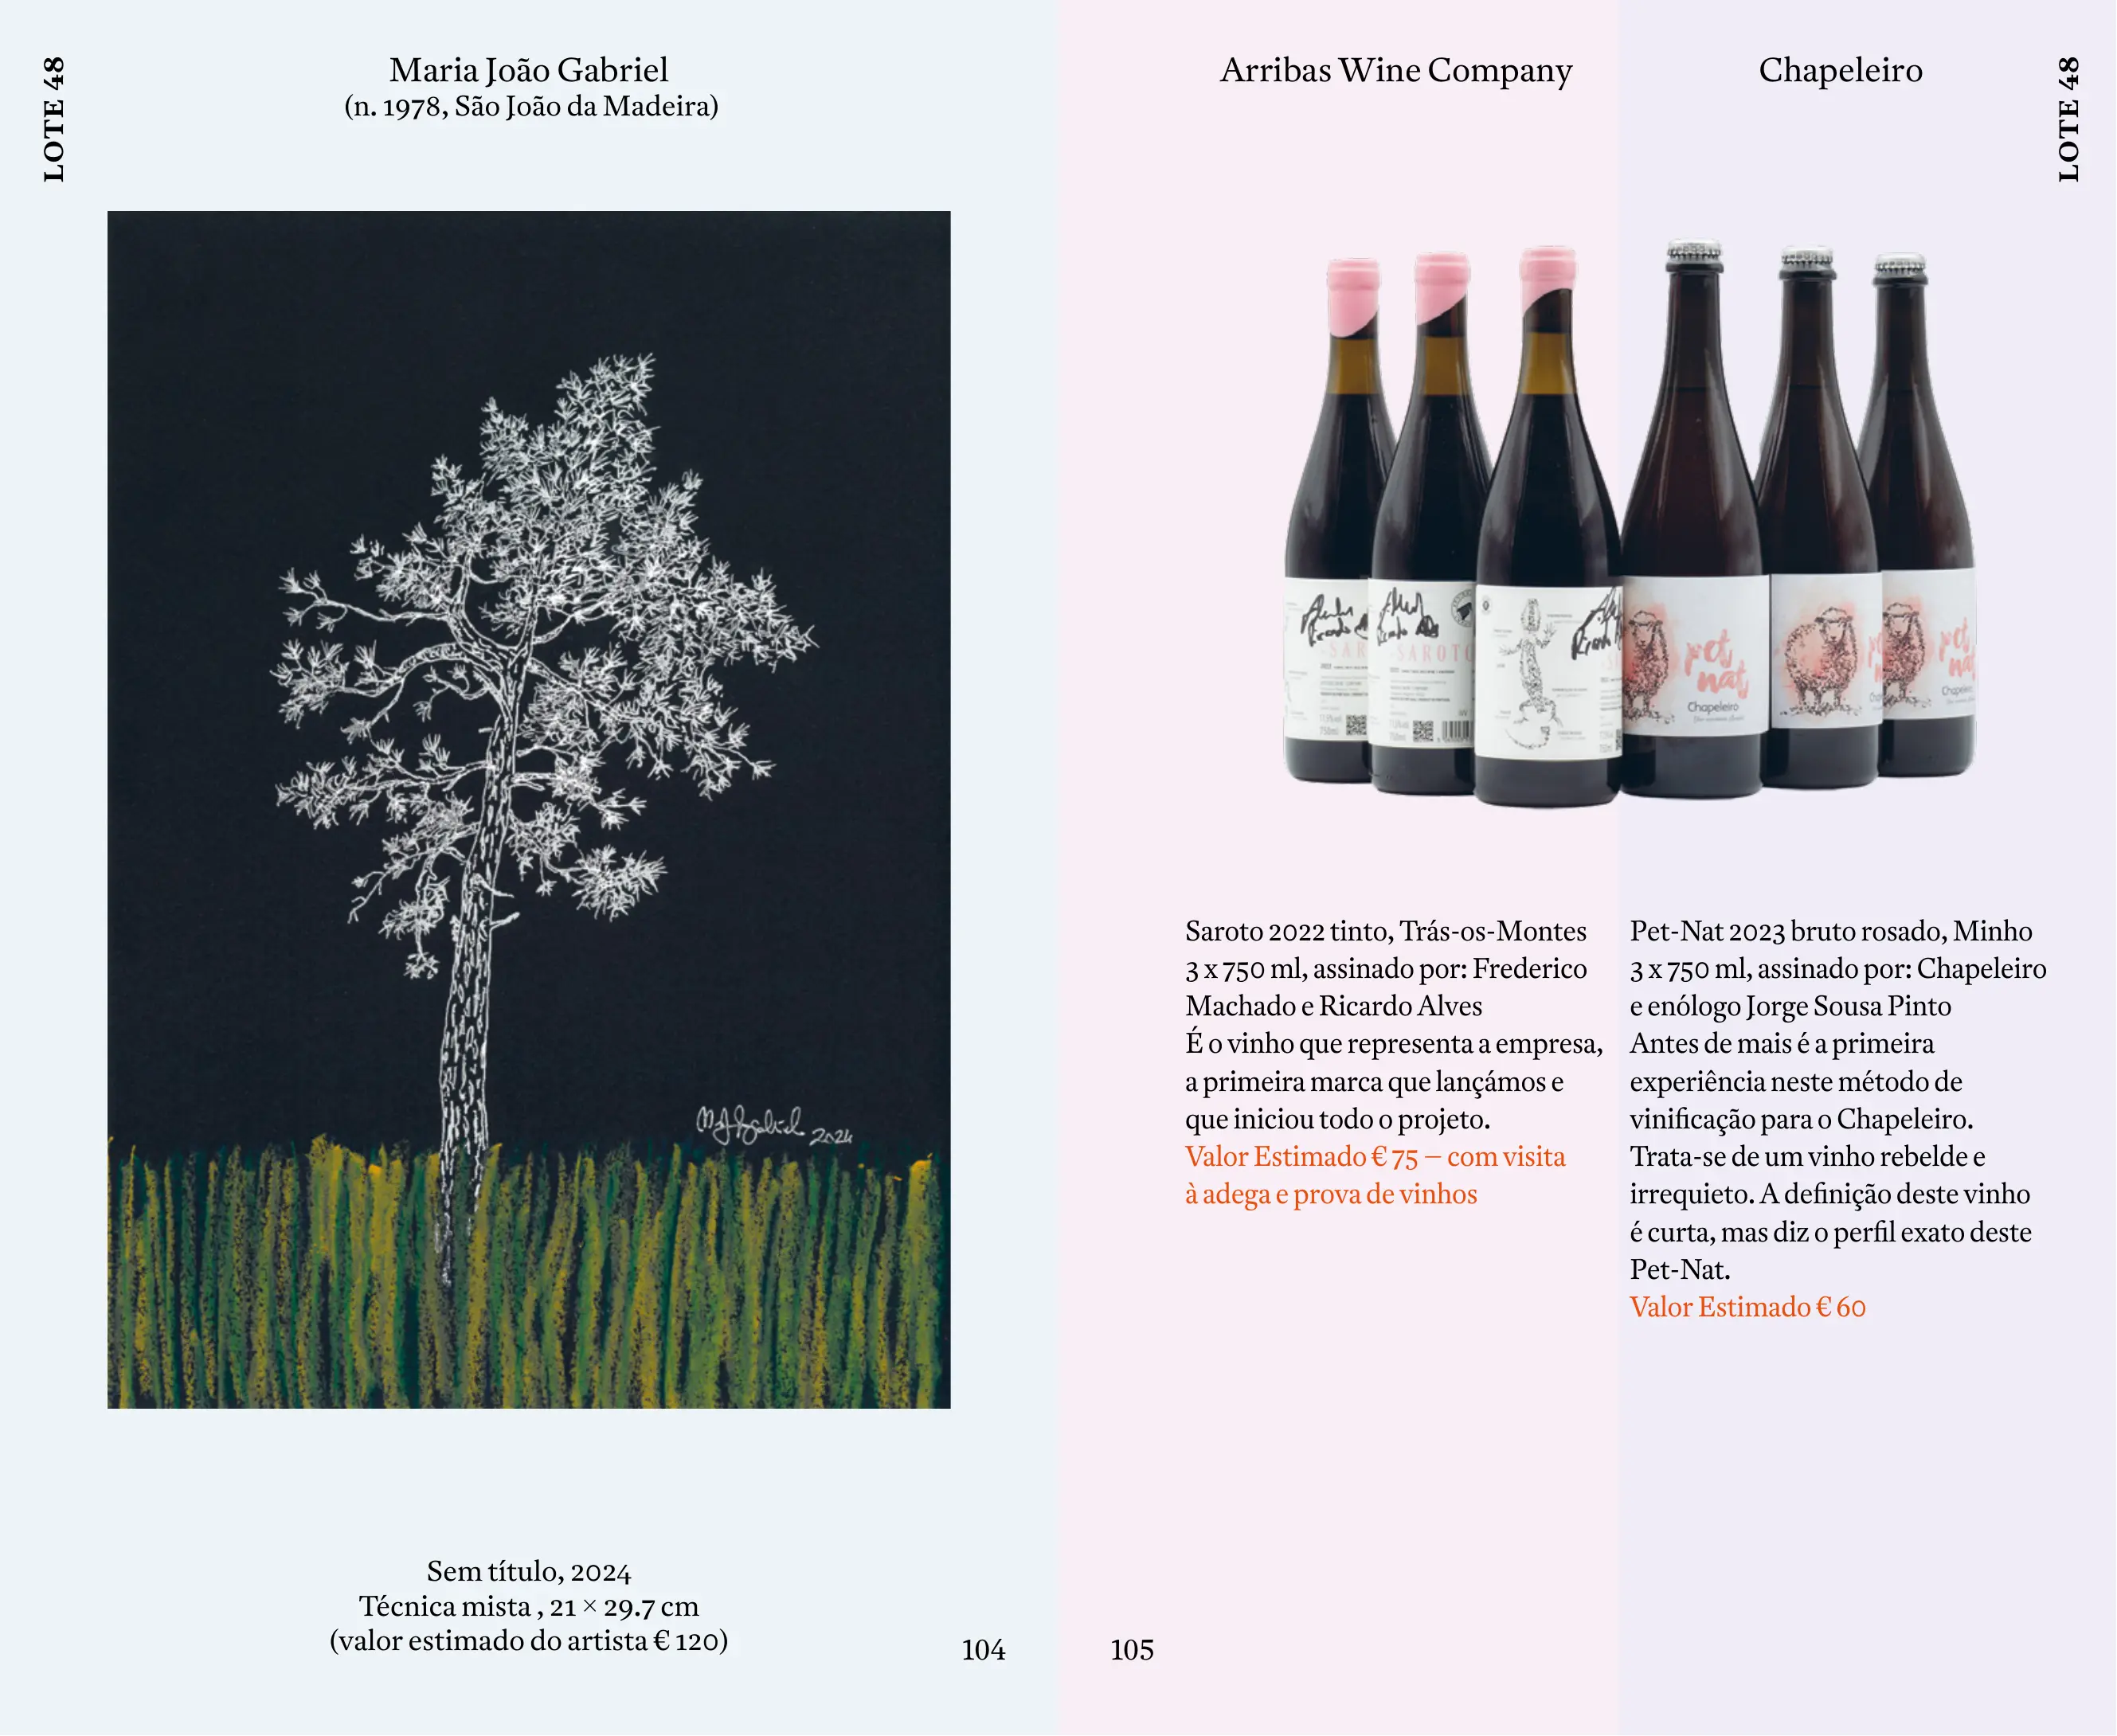 LOTE 48
Maria João Gabriel
(n. 1978, São João da Madeira)
2024
Sem título, 2024
Técnica mista , 21 × 29.7 cm
(valor estimado do artista € 120)
104
Arribas Wine Company
Chapeleiro
LOTE 48
SAROTO
750ml
pet
nat
Chapeleiro
pet
nat
Saroto 2022 tinto, Trás-os-Montes
3 x 750 ml, assinado por: Frederico
Machado e Ricardo Alves
É o vinho que representa a empresa,
a primeira marca que lançámos e
que iniciou todo o projeto.
Valor Estimado € 75 – com visita
à adega e prova de vinhos
Pet-Nat 2023 bruto rosado, Minho
3 x 750 ml, assinado por: Chapeleiro
e enólogo Jorge Sousa Pinto
Antes de mais é a primeira
experiência neste método de
vinificação para o Chapeleiro.
Trata-se de um vinho rebelde e
irrequieto. A definição deste vinho
é curta, mas diz o perfil exato deste
Pet-Nat.
Valor Estimado € 60
105